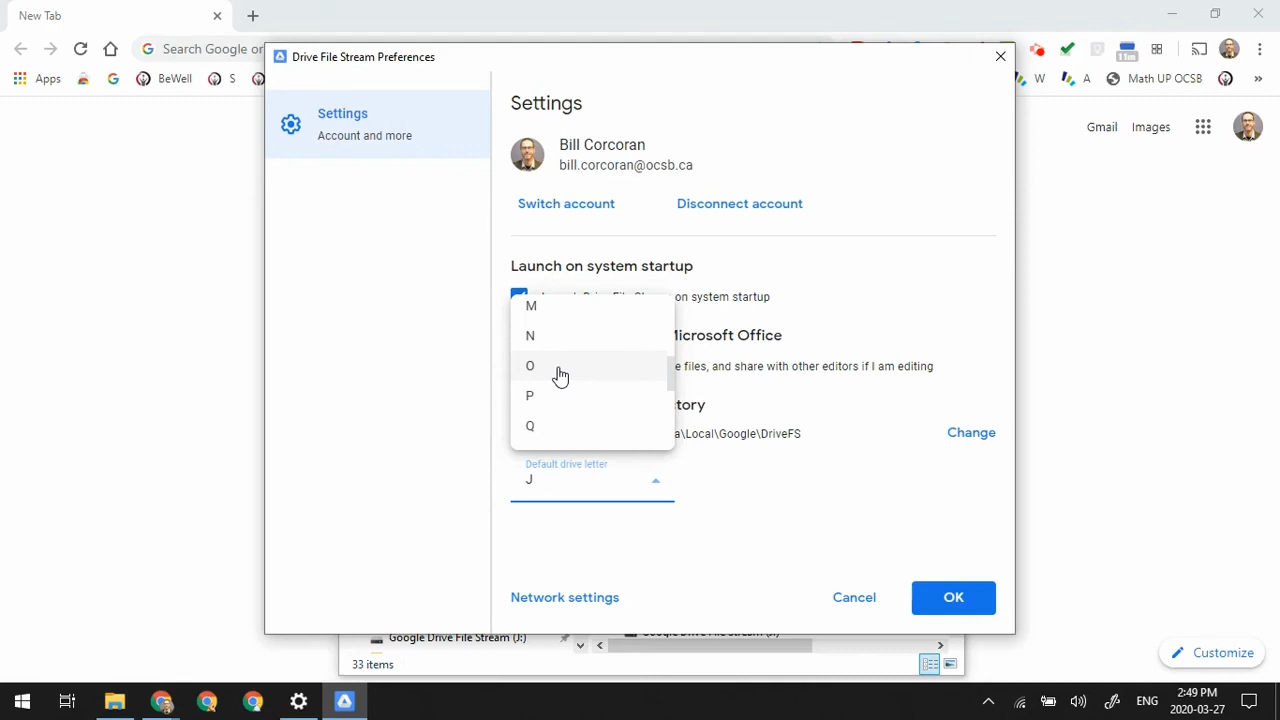 New Tab
Search Google or
11m
Apps
BeWell
S
W
A
Math UP OCSB
»
Gmail
Images
Drive File Stream Preferences
Settings
Account and more
Settings
Bill Corcoran
bill.corcoran@ocsb.ca
Switch account
Disconnect account
Launch on system startup
on system startup
Microsoft Office
e files, and share with other editors if I am editing
ctory
a\Local\Google\DriveFS
Change
M
N
O
P
Q
Default drive letter
J
Network settings
Cancel
OK
Google Drive File Stream (J:)
33 items
Customize
ENG
2:49 PM
2020-03-27